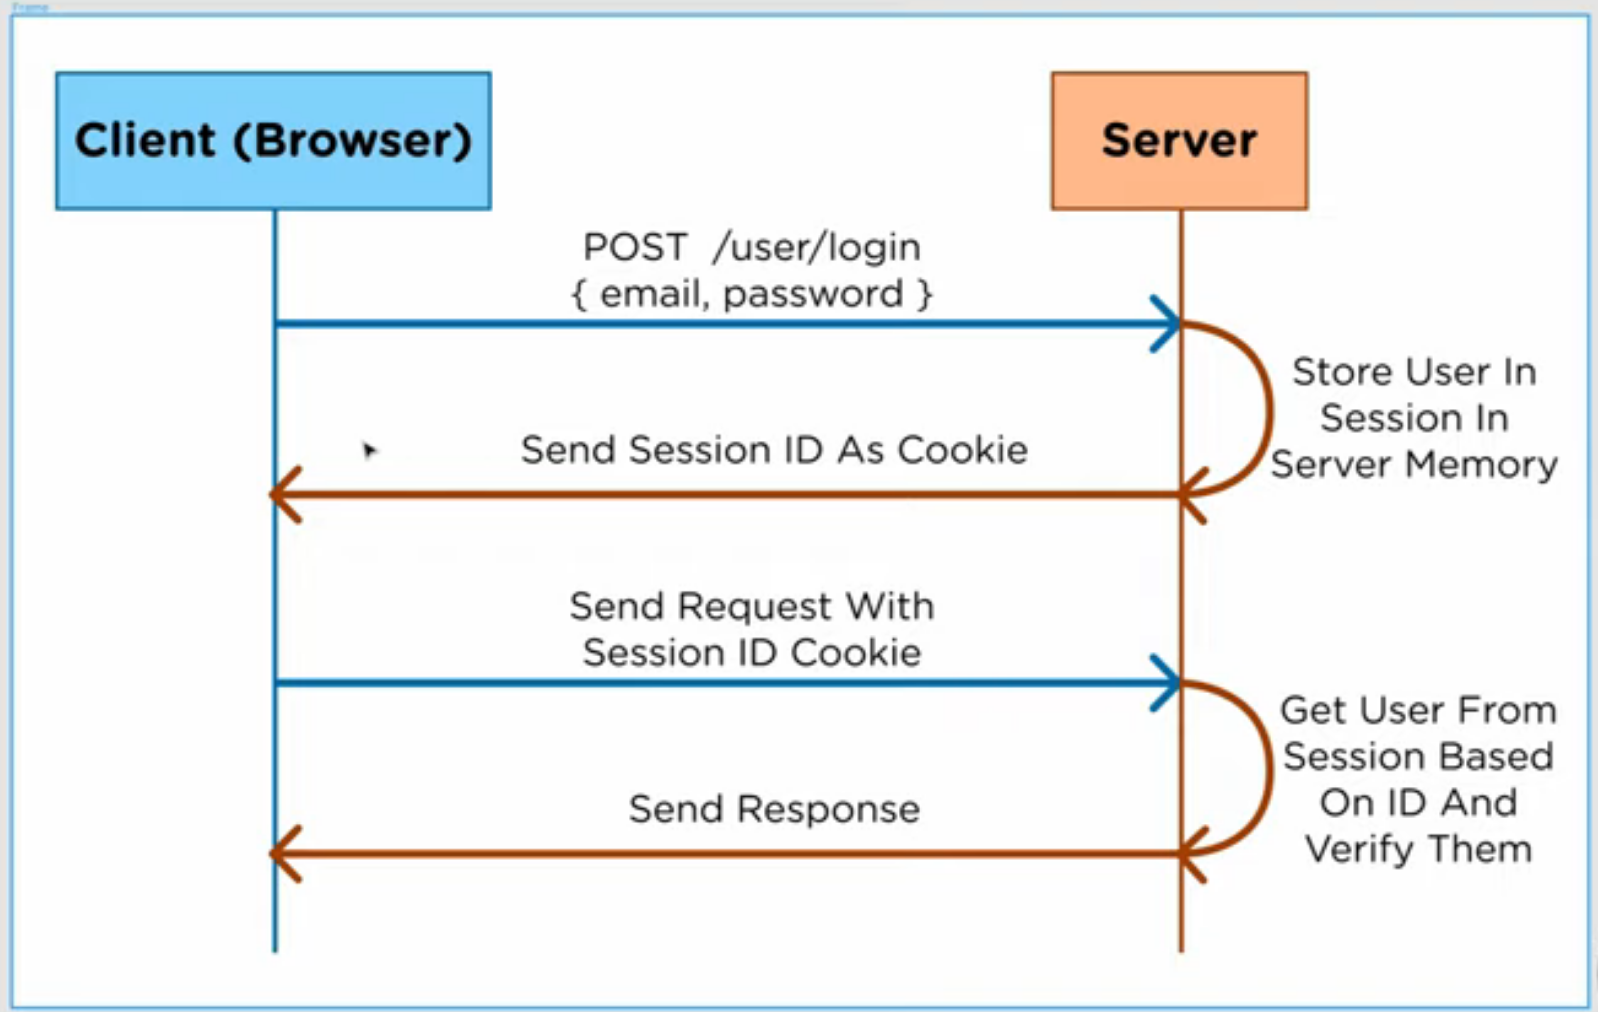 Frame
Client (Browser)
Server
POST /user/login
{ email, password }
Store User In
Session In
Server Memory
Send Session ID As Cookie
Send Request With
Session ID Cookie
Get User From
Session Based
On ID And
Verify Them
Send Response